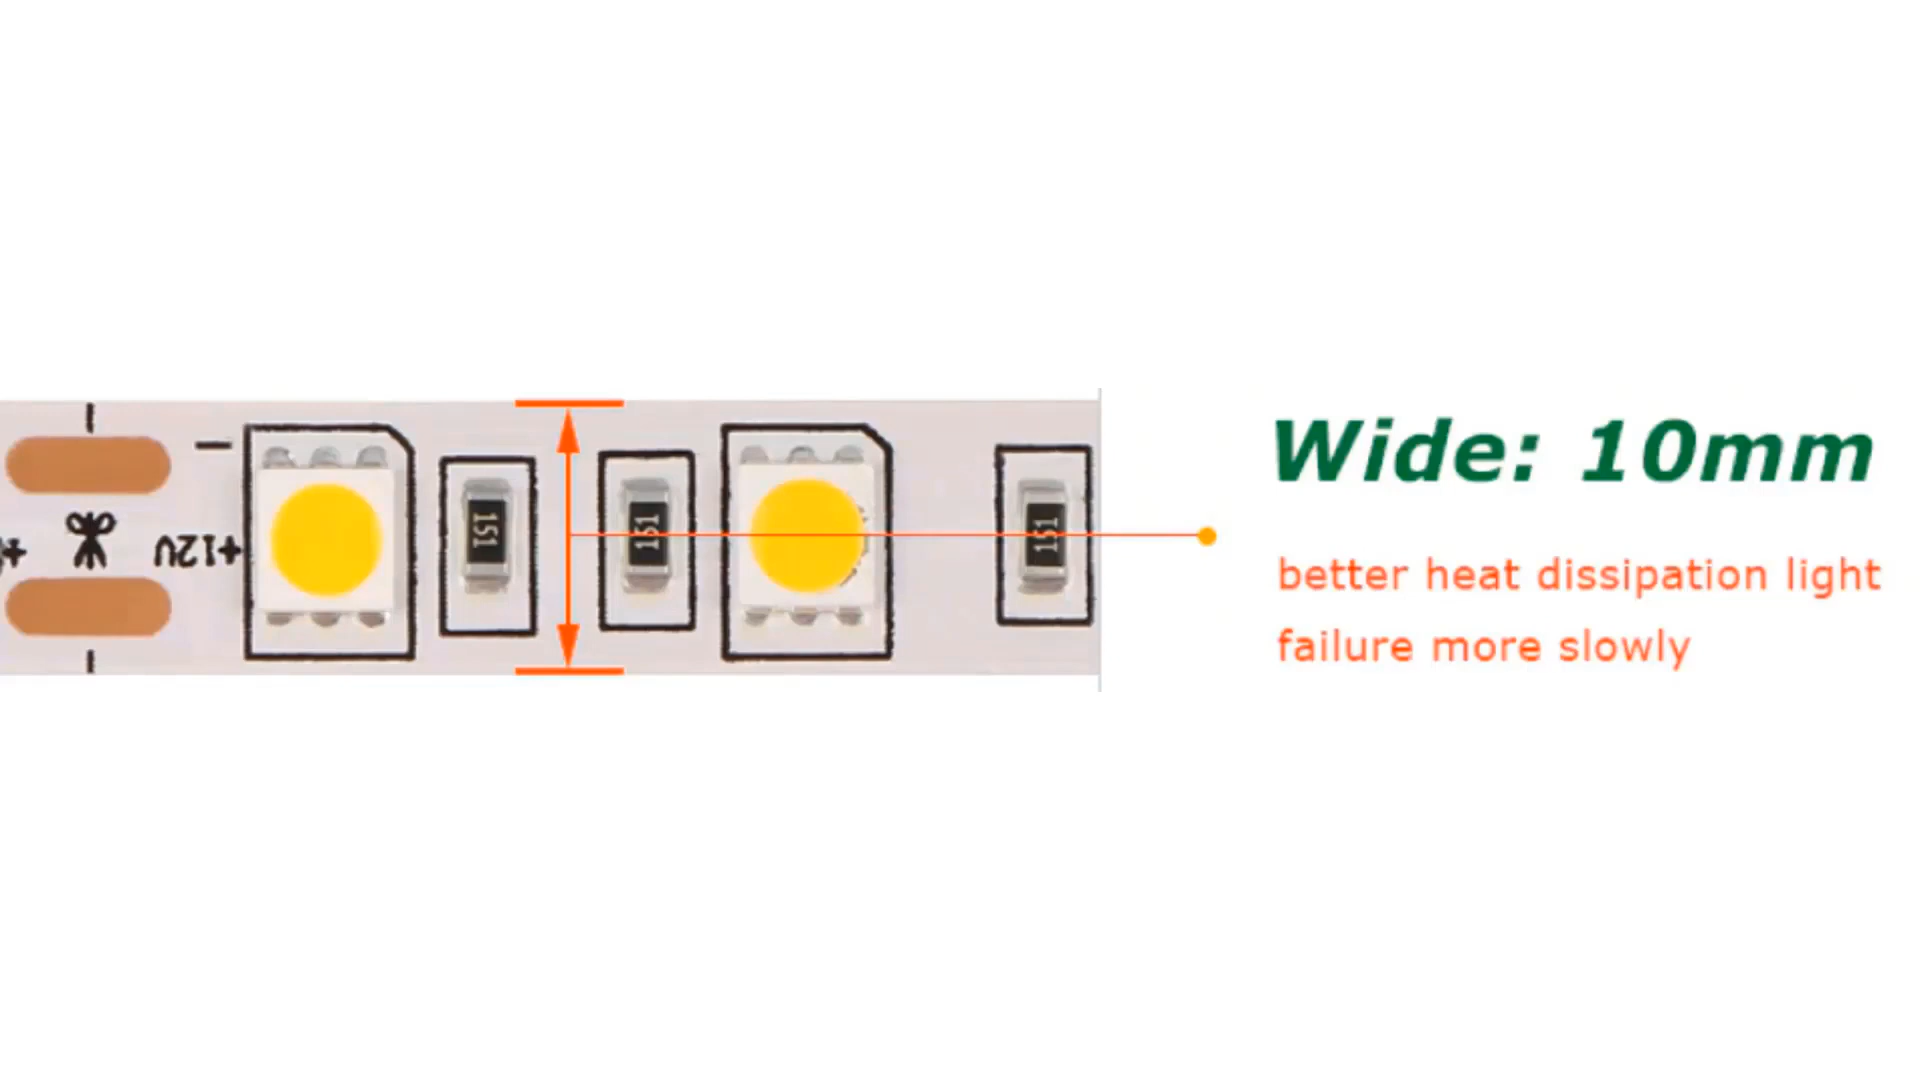 Wide: 10mm
better heat dissipation light
failure more slowly
+12V
151
151
151